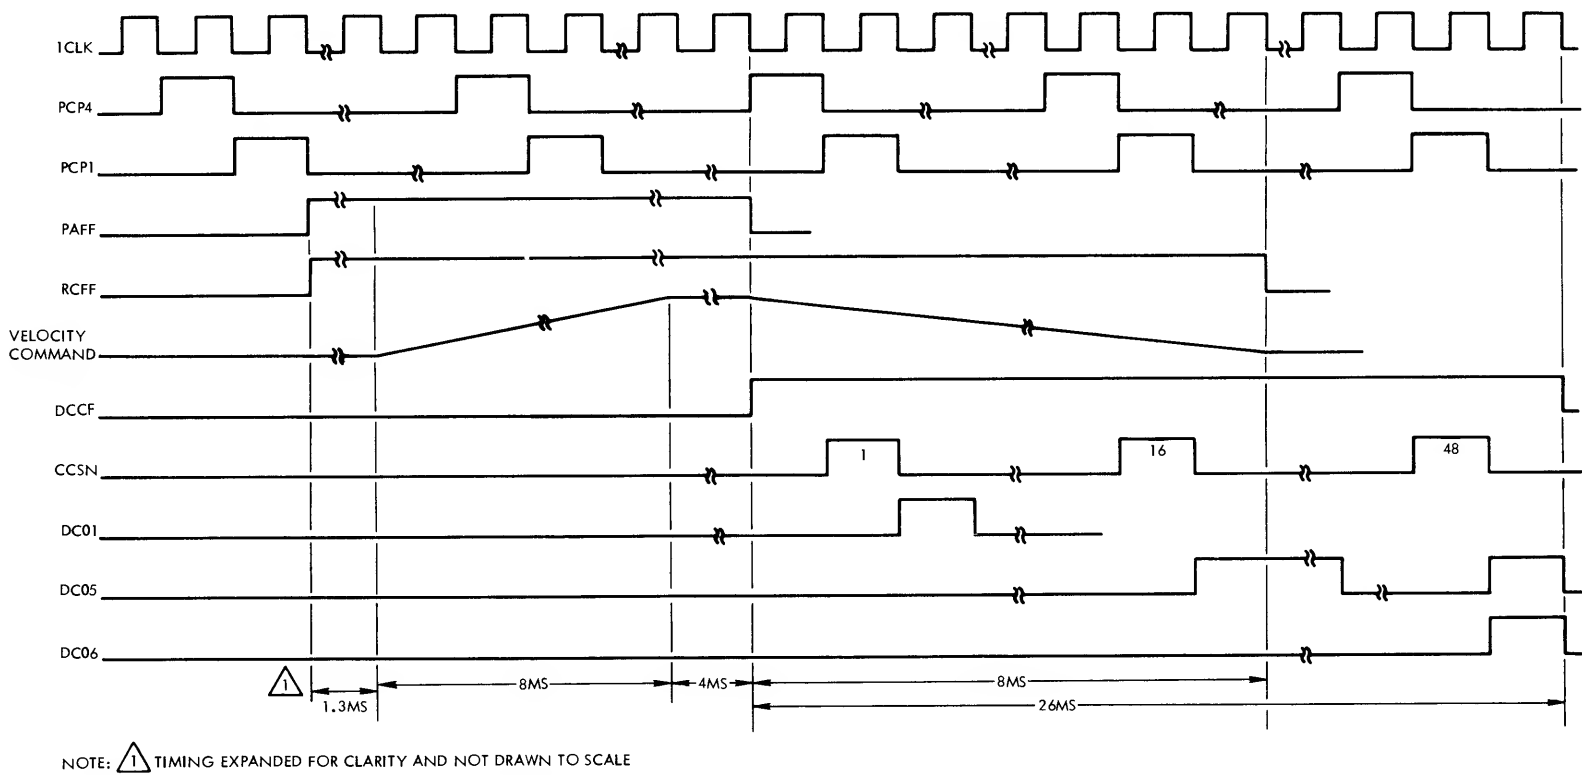 1CLK
PCP4
PCP1
PAFF
RCFF
VELOCITY
COMMAND
DCCF
CCSN
1
16
48
DC01
DC05
DC06
1
1.3MS
8MS
4MS
8MS
26MS
NOTE: 1 TIMING EXPANDED FOR CLARITY AND NOT DRAWN TO SCALE